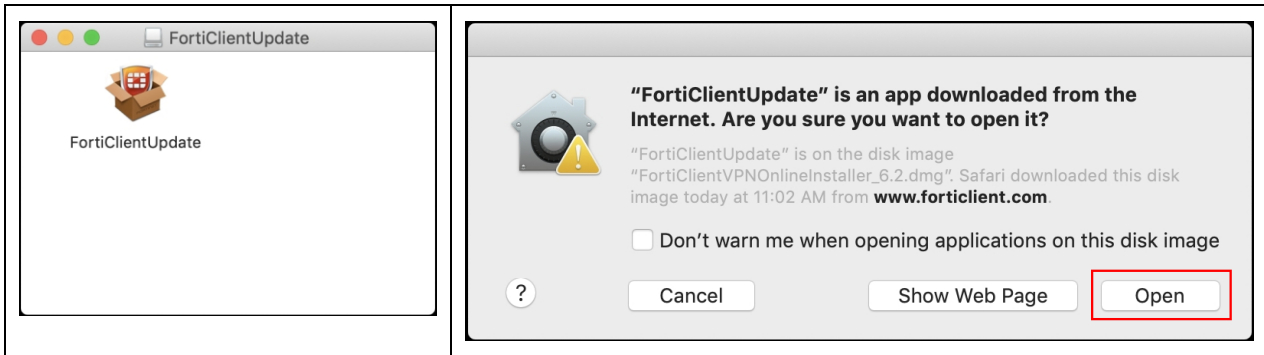 FortiClientUpdate
FortiClientUpdate
“FortiClientUpdate” is an app downloaded from the
Internet. Are you sure you want to open it?
“FortiClientUpdate” is on the disk image
“FortiClientVPNOnlineInstaller_6.2.dmg”. Safari downloaded this disk
image today at 11:02 AM from www.forticlient.com.
Don’t warn me when opening applications on this disk image
?
Cancel
Show Web Page
Open